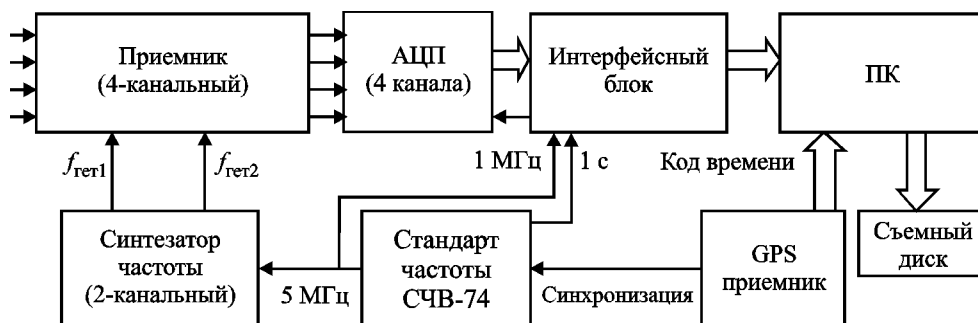 Приемник
(4-канальный)
АЦП
(4 канала)
Интерфейсный
блок
ПК
fгет1
fгет2
1 МГц
1 с
Код времени
Синтезатор
частоты
(2-канальный)
5 МГц
Стандарт
частоты
СЧВ-74
Синхронизация
GPS
приемник
Съемный
диск